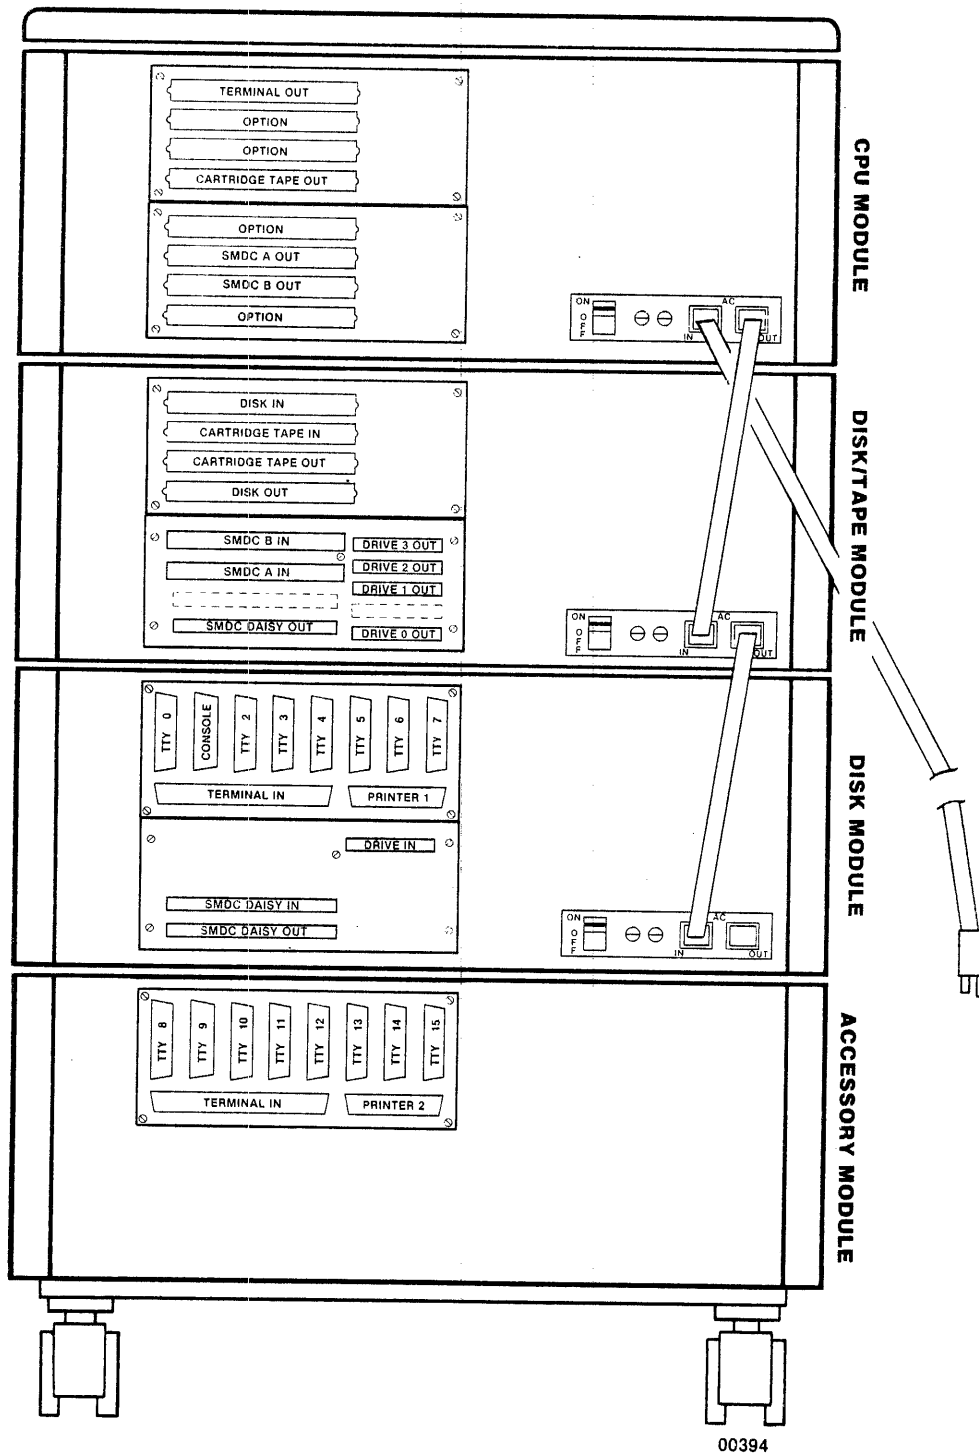 TERMINAL OUT
OPTION
OPTION
CARTRIDGE TAPE OUT
OPTION
SMDC A OUT
SMDC B OUT
OPTION
ON
OFF
AC
IN
OUT
CPU MODULE
DISK IN
CARTRIDGE TAPE IN
CARTRIDGE TAPE OUT
DISK OUT
SMDC B IN
SMDC A IN
SMDC DAISY OUT
DRIVE 3 OUT
DRIVE 2 OUT
DRIVE 1 OUT
DRIVE 0 OUT
ON
OFF
AC
IN
OUT
DISK/TAPE MODULE
TTY 0
CONSOLE
TTY 2
TTY 3
TTY 4
TTY 5
TTY 6
TTY 7
TERMINAL IN
PRINTER 1
DRIVE IN
SMDC DAISY IN
SMDC DAISY OUT
ON
OFF
AC
IN
OUT
DISK MODULE
TTY 8
TTY 9
TTY 10
TTY 11
TTY 12
TTY 13
TTY 14
TTY 15
TERMINAL IN
PRINTER 2
ACCESSORY MODULE
00394